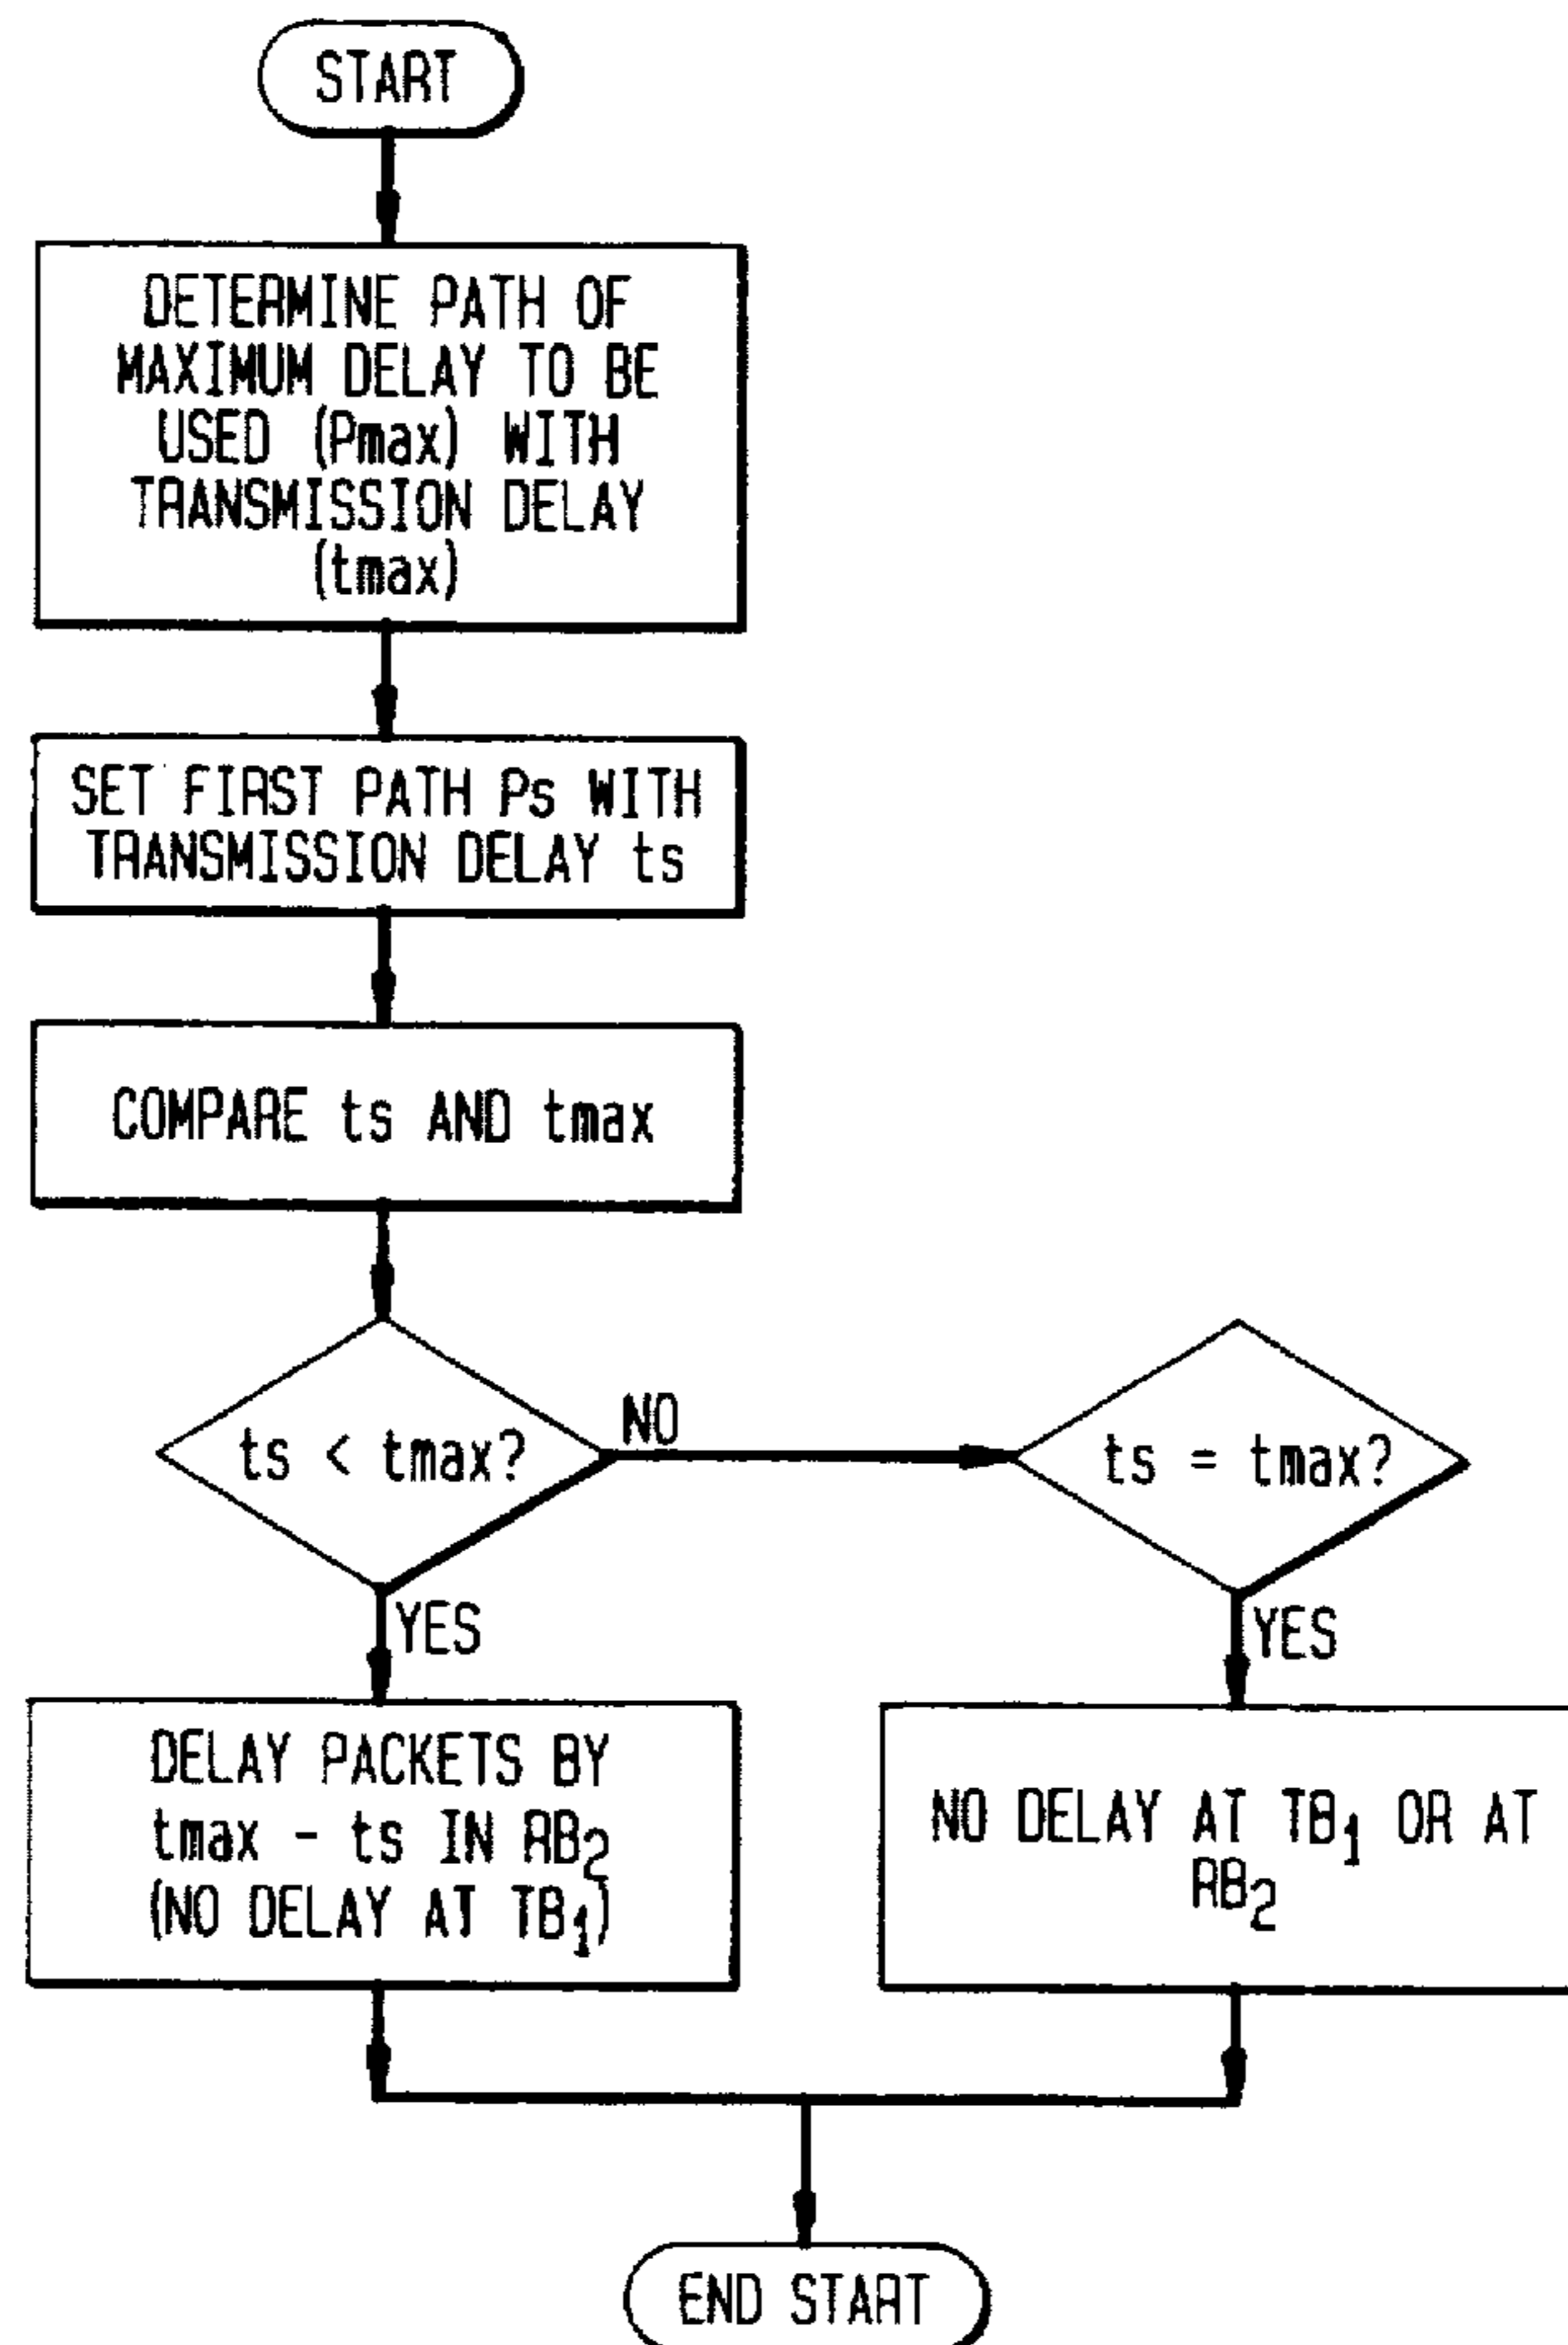 START
DETERMINE PATH OF
MAXIMUM DELAY TO BE
USED (Pmax) WITH
TRANSMISSION DELAY
(tmax)
SET FIRST PATH Ps WITH
TRANSMISSION DELAY ts
COMPARE ts AND tmax
ts < tmax?
NO
ts = tmax?
YES
YES
DELAY PACKETS BY
tmax - ts IN RB₂
(NO DELAY AT TB₁)
NO DELAY AT TB₁ OR AT
RB₂
END START